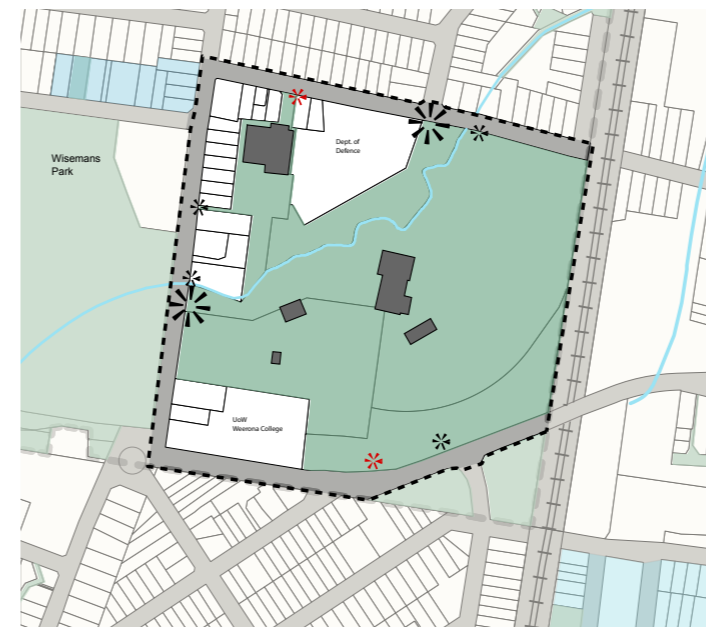 Dept. of
Defence
Wisemans
Park
UoW
Weerona College